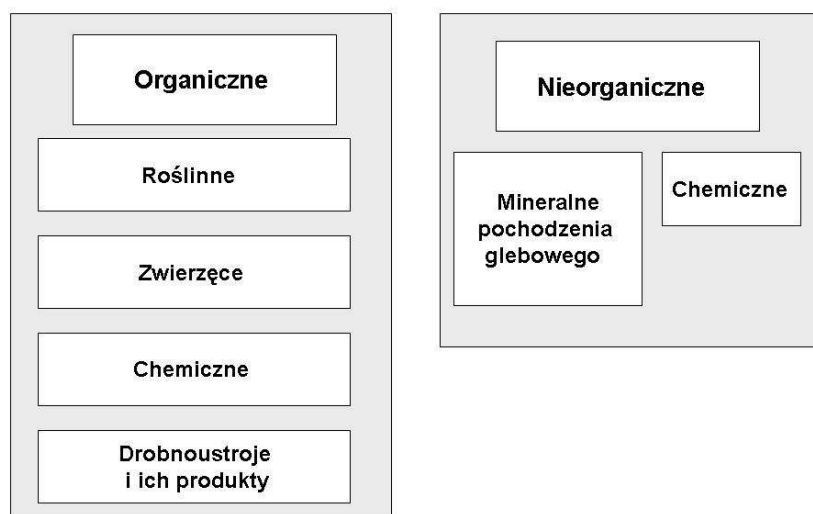 Organiczne
Roślinne
Zwierzęce
Chemiczne
Drobnoustroje
i ich produkty
Nieorganiczne
Mineralne
pochodzenia
glebowego
Chemiczne